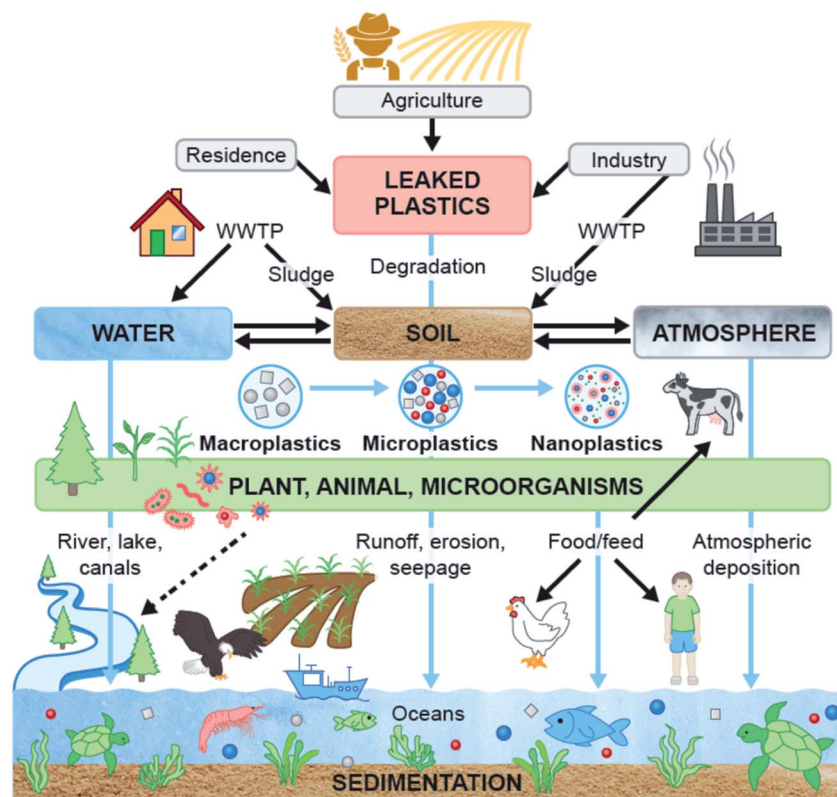 Agriculture
Residence
Industry
LEAKED
PLASTICS
WWTP
WWTP
Sludge
Degradation
Sludge
WATER
SOIL
ATMOSPHERE
Macroplastics
Microplastics
Nanoplastics
PLANT, ANIMAL, MICROORGANISMS
River, lake,
canals
Runoff, erosion,
seepage
Food/feed
Atmospheric
deposition
Oceans
SEDIMENTATION